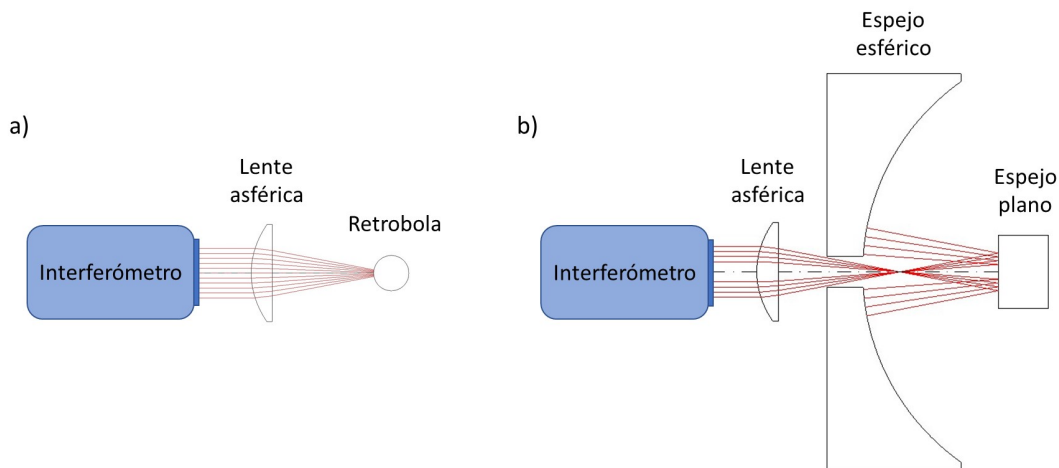 a)
Lente
asférica
Retrobola
Interferómetro
b)
Espejo
esférico
Lente
asférica
Espejo
plano
Interferómetro